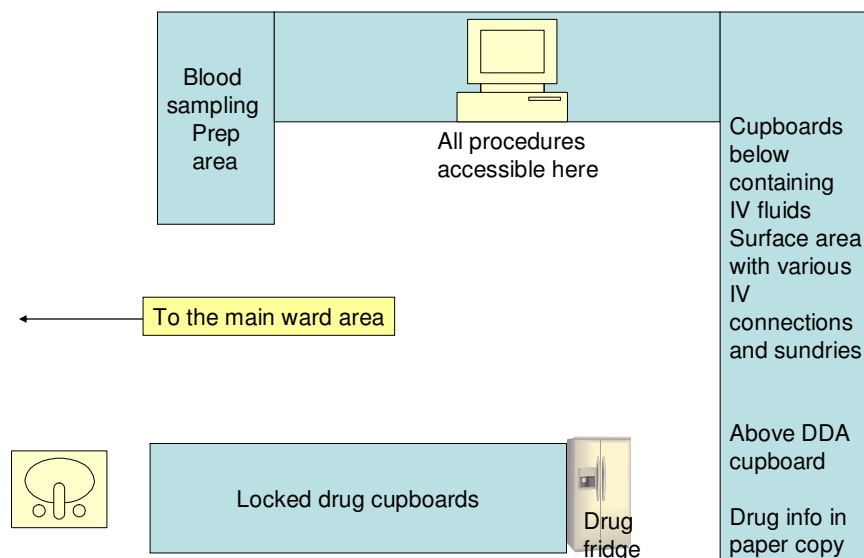 Blood
sampling
Prep
area
All procedures
accessible here
Cupboards
below
containing
IV fluids
Surface area
with various
IV
connections
and sundries
To the main ward area
Above DDA
cupboard
Locked drug cupboards
Drug
fridge
Drug info in
paper copy